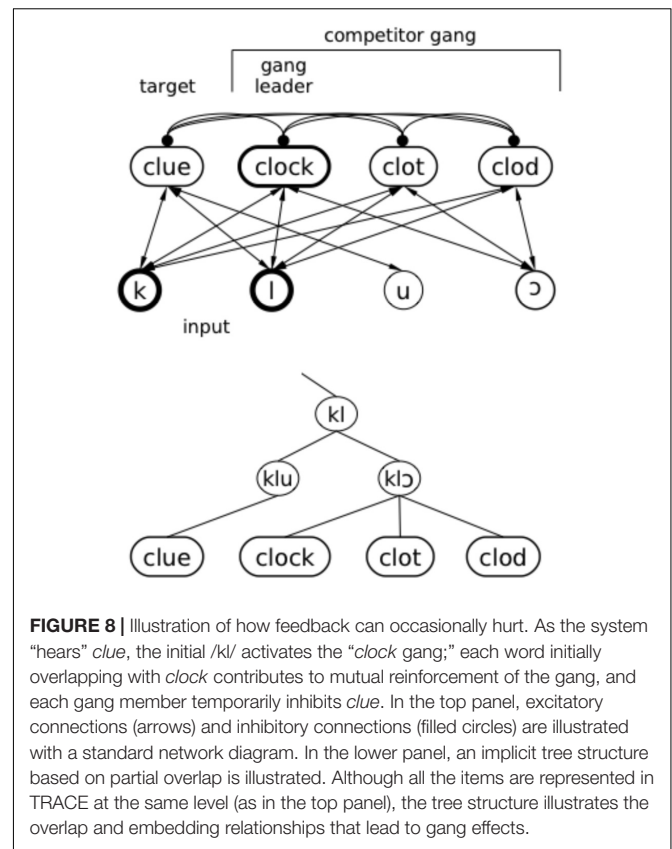 competitor gang
gang
target leader
clue clock clot clod
k l u ɔ
input
kl
klu klɔ
clue clock clot clod
FIGURE 8 | Illustration of how feedback can occasionally hurt. As the system
"hears" clue, the initial /kl/ activates the "clock gang;" each word initially
overlapping with clock contributes to mutual reinforcement of the gang, and
each gang member temporarily inhibits clue. In the top panel, excitatory
connections (arrows) and inhibitory connections (filled circles) are illustrated
with a standard network diagram. In the lower panel, an implicit tree structure
based on partial overlap is illustrated. Although all the items are represented in
TRACE at the same level (as in the top panel), the tree structure illustrates the
overlap and embedding relationships that lead to gang effects.